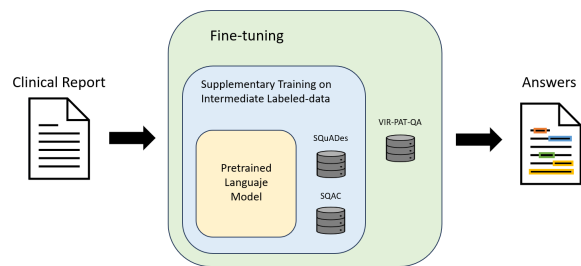 Fine-tuning
Clinical Report
Supplementary Training on
Intermediate Labeled-data
Answers
VIR-PAT-QA
SQuADes
Pretrained
Languaje
Model
SQAC